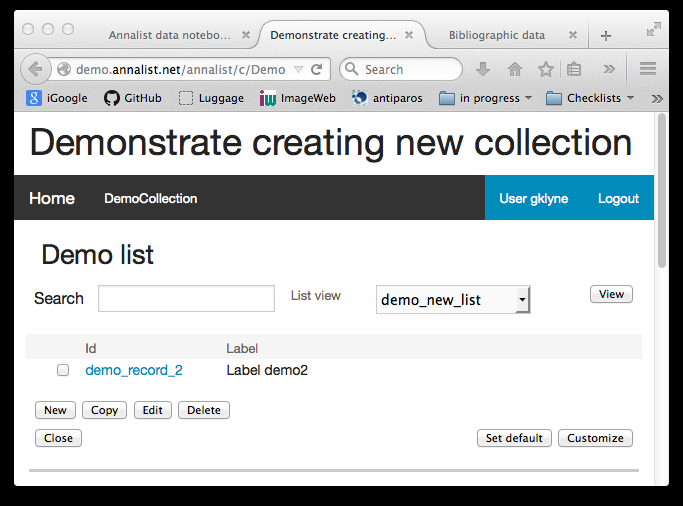 Annalist data notebo... Demonstrate creating... Bibliographic data
demo.annalist.net/annalist/c/Demo Search
iGoogle GitHub Luggage ImageWeb antiparos in progress Checklists
Demonstrate creating new collection
Home DemoCollection User gklyne Logout
Demo list
Search List view demo_new_list View
Id Label
demo_record_2 Label demo2
New Copy Edit Delete
Close Set default Customize